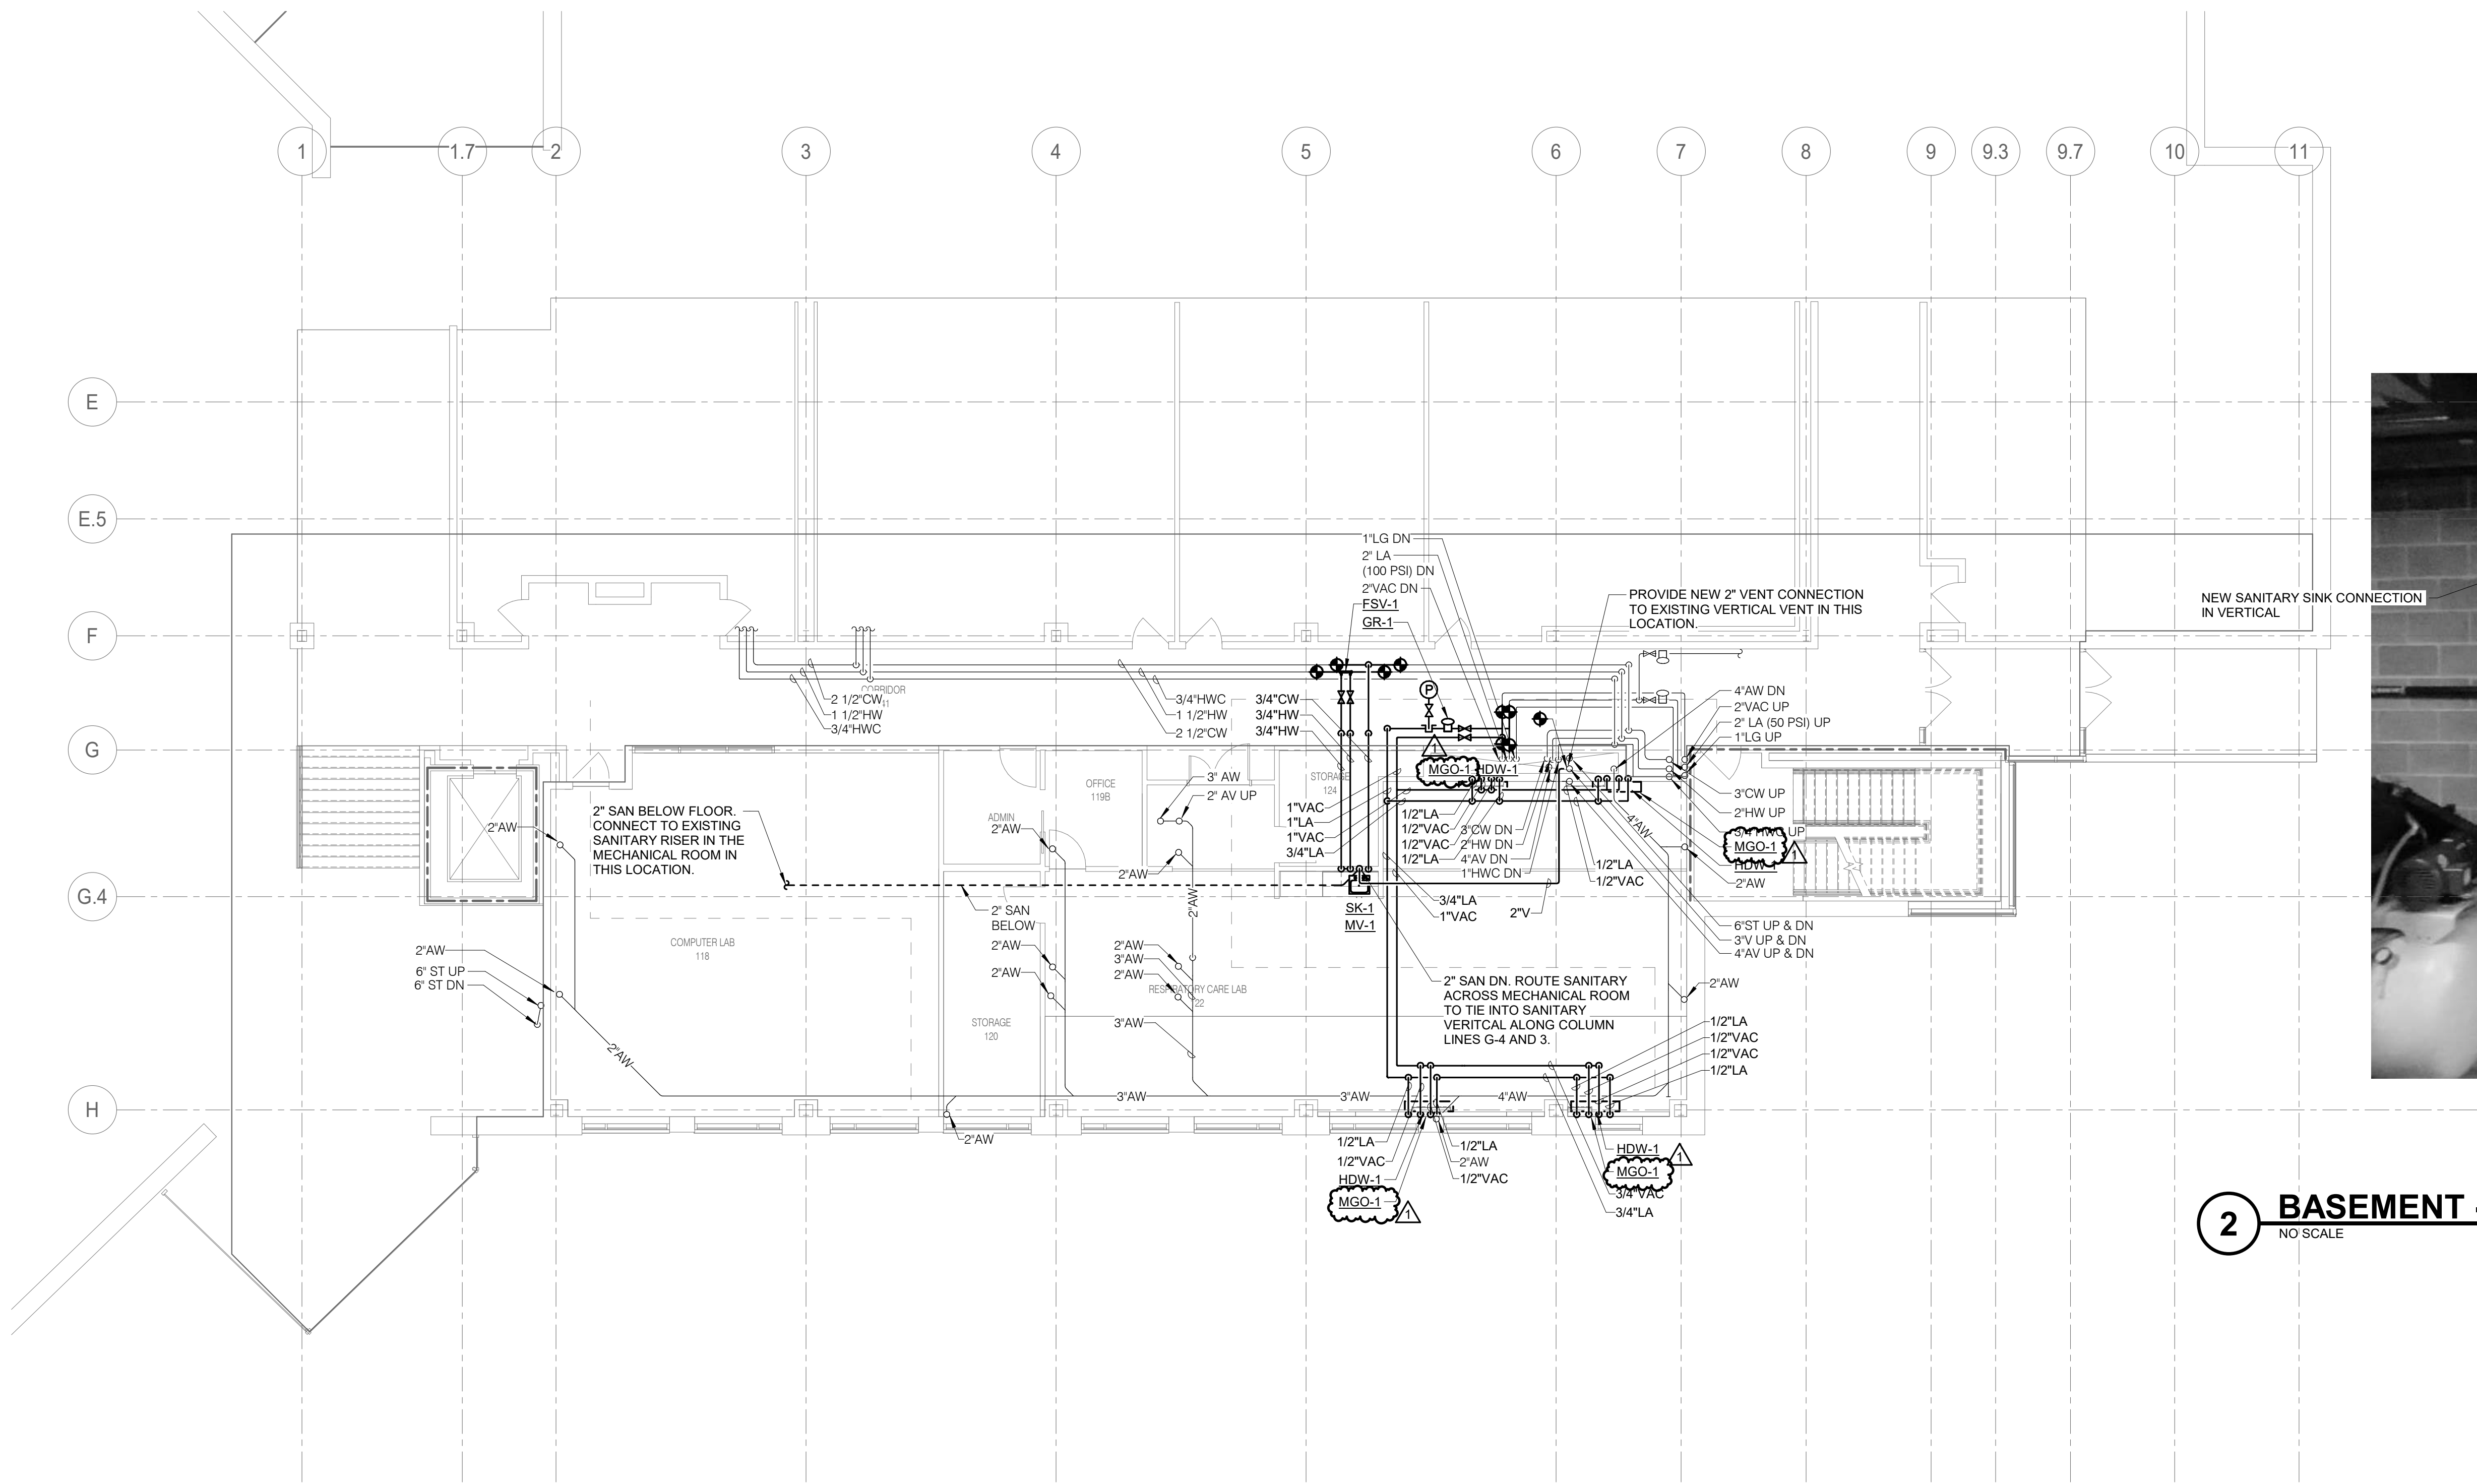 1
1.7
2
3
4
5
6
7
8
9
9.3
9.7
10
11
E
E.5
F
G
G.4
H
1"LG DN
2" LA
(100 PSI) DN
2"VAC DN
FSV-1
GR-1
PROVIDE NEW 2" VENT CONNECTION
TO EXISTING VERTICAL VENT IN THIS
LOCATION.
NEW SANITARY SINK CONNECTION
IN VERTICAL
CORRIDOR
2 1/2"CW
1 1/2"HW
3/4"HWC
3/4"HWC
1 1/2"HW
2 1/2"CW
3/4"CW
3/4"HW
3/4"HW
P
4"AW DN
2"VAC UP
2" LA (50 PSI) UP
1"LG UP
3"CW UP
2"HW UP
3/4"HWC UP
MGO-1
1
HDW-1
2"AW
1
MGO-1
HDW-1
STORAGE
124
OFFICE
119B
ADMIN
2"AW
3" AW
2" AV UP
2"AW
1"VAC
1"LA
1"VAC
3/4"LA
1/2"LA
1/2"VAC
1/2"LA
3"CW DN
2"HW DN
4"AV DN
1"HWC DN
4"AW
1/2"LA
1/2"VAC
2" SAN BELOW FLOOR.
CONNECT TO EXISTING
SANITARY RISER IN THE
MECHANICAL ROOM IN
THIS LOCATION.
2"AW
2"AW
6" ST UP
6" ST DN
2"AW
COMPUTER LAB
118
2" SAN
BELOW
2"AW
2"AW
STORAGE
120
2"AW
2"AW
3"AW
2"AW
RESPIRATORY CARE LAB
3"AW
SK-1
MV-1
3/4"LA
1"VAC
2"V
6"ST UP & DN
3"V UP & DN
4"AV UP & DN
2"AW
2" SAN DN. ROUTE SANITARY
ACROSS MECHANICAL ROOM
TO TIE INTO SANITARY
VERITCAL ALONG COLUMN
LINES G-4 AND 3.
1/2"LA
1/2"VAC
1/2"VAC
1/2"LA
3"AW
3"AW
4"AW
2"AW
1/2"LA
1/2"VAC
HDW-1
MGO-1
1
1/2"LA
2"AW
1/2"VAC
HDW-1
1
MGO-1
3/4"VAC
3/4"LA
2
BASEMENT
NO SCALE